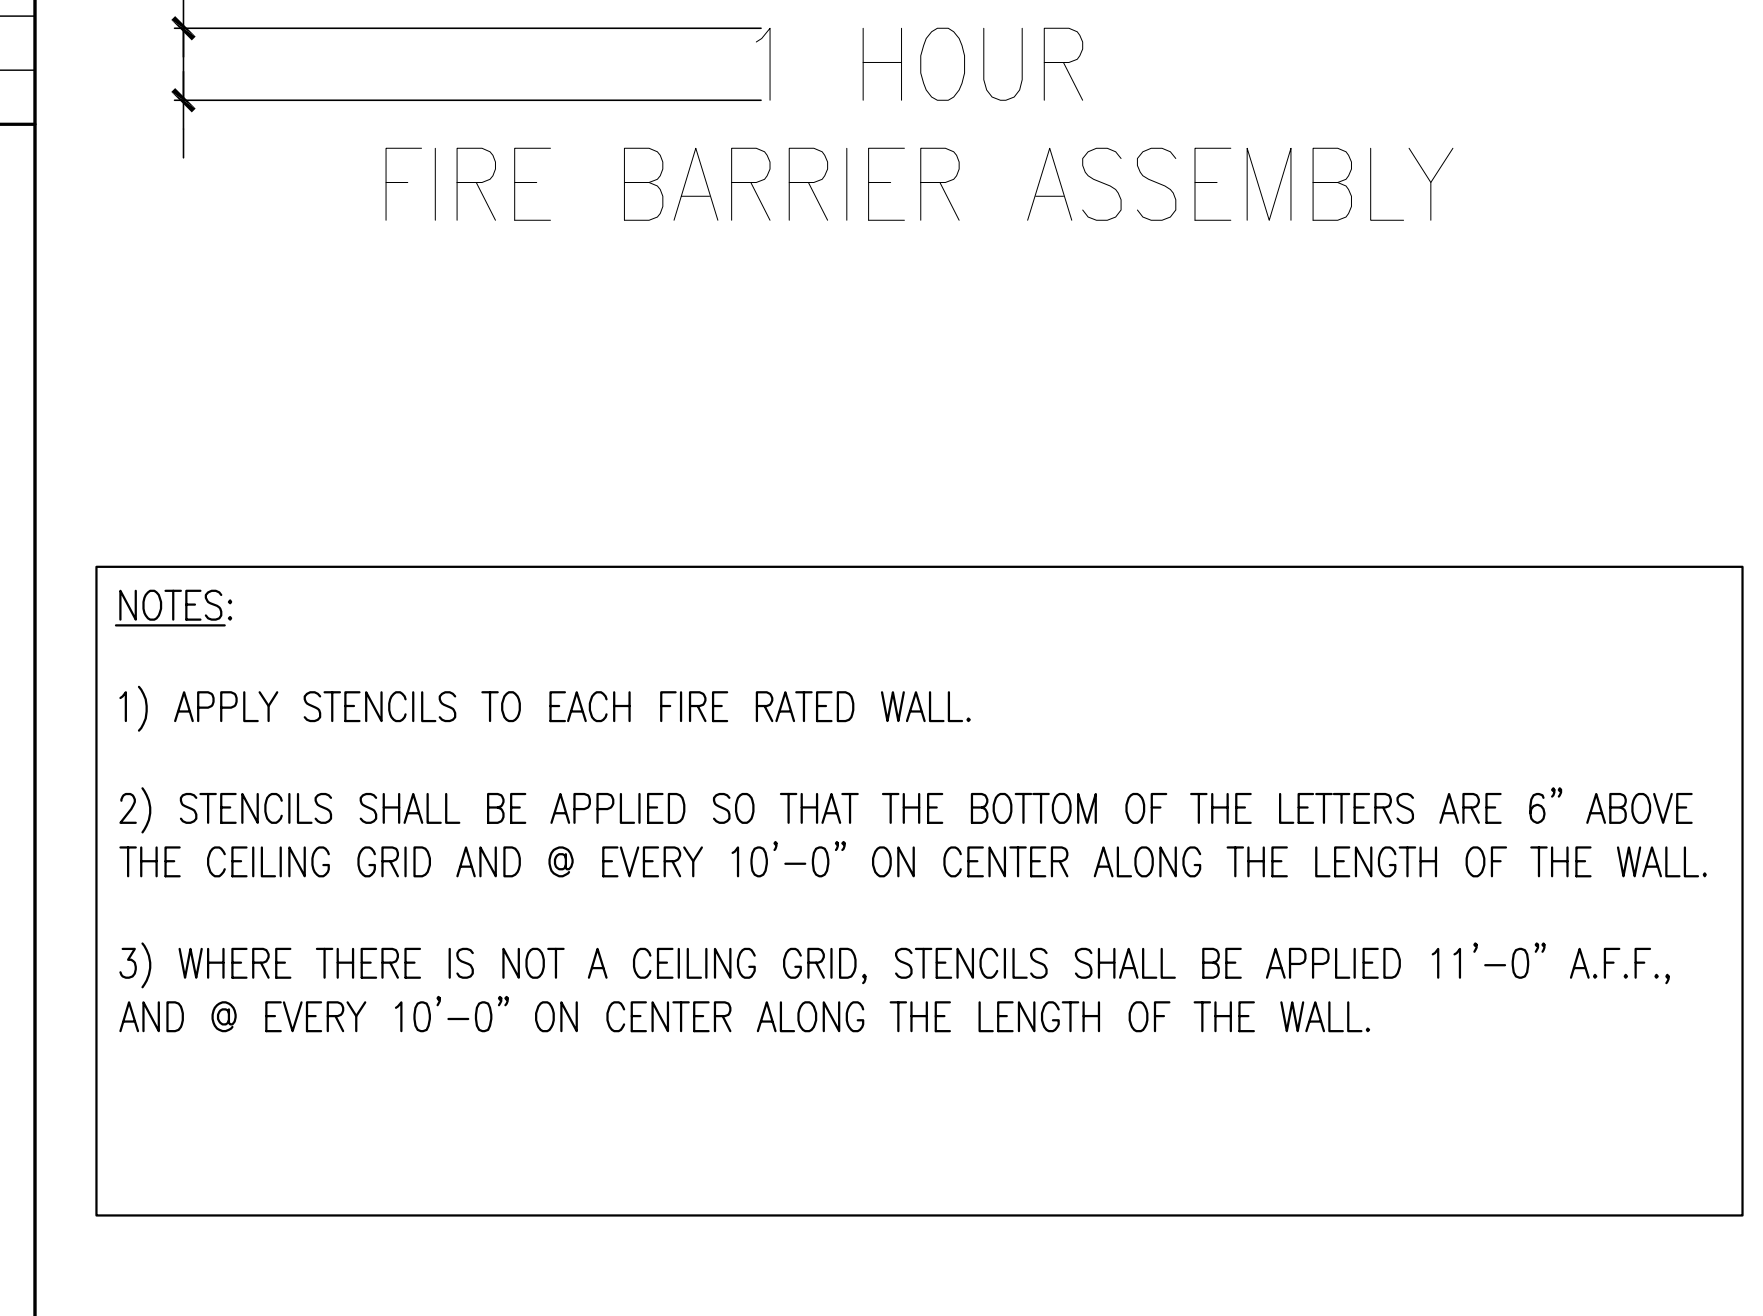 1 HOUR
FIRE BARRIER ASSEMBLY
NOTES:
1) APPLY STENCILS TO EACH FIRE RATED WALL.
2) STENCILS SHALL BE APPLIED SO THAT THE BOTTOM OF THE LETTERS ARE 6” ABOVE
THE CEILING GRID AND @ EVERY 10’–0” ON CENTER ALONG THE LENGTH OF THE WALL.
3) WHERE THERE IS NOT A CEILING GRID, STENCILS SHALL BE APPLIED 11’–0” A.F.F.,
AND @ EVERY 10’–0” ON CENTER ALONG THE LENGTH OF THE WALL.